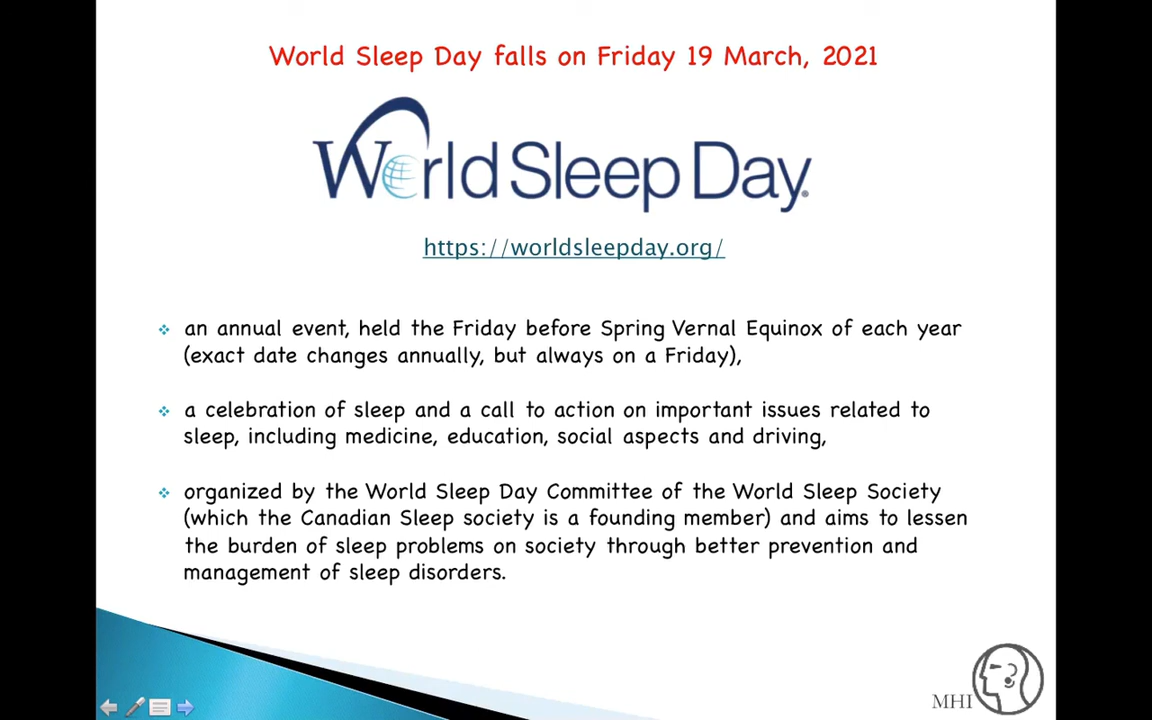 World Sleep Day falls on Friday 19 March, 2021
World Sleep Day®
https://worldsleepday.org/
an annual event, held the Friday before Spring Vernal Equinox of each year
(exact date changes annually, but always on a Friday),
a celebration of sleep and a call to action on important issues related to
sleep, including medicine, education, social aspects and driving,
organized by the World Sleep Day Committee of the World Sleep Society
(which the Canadian Sleep society is a founding member) and aims to lessen
the burden of sleep problems on society through better prevention and
management of sleep disorders.
MHI